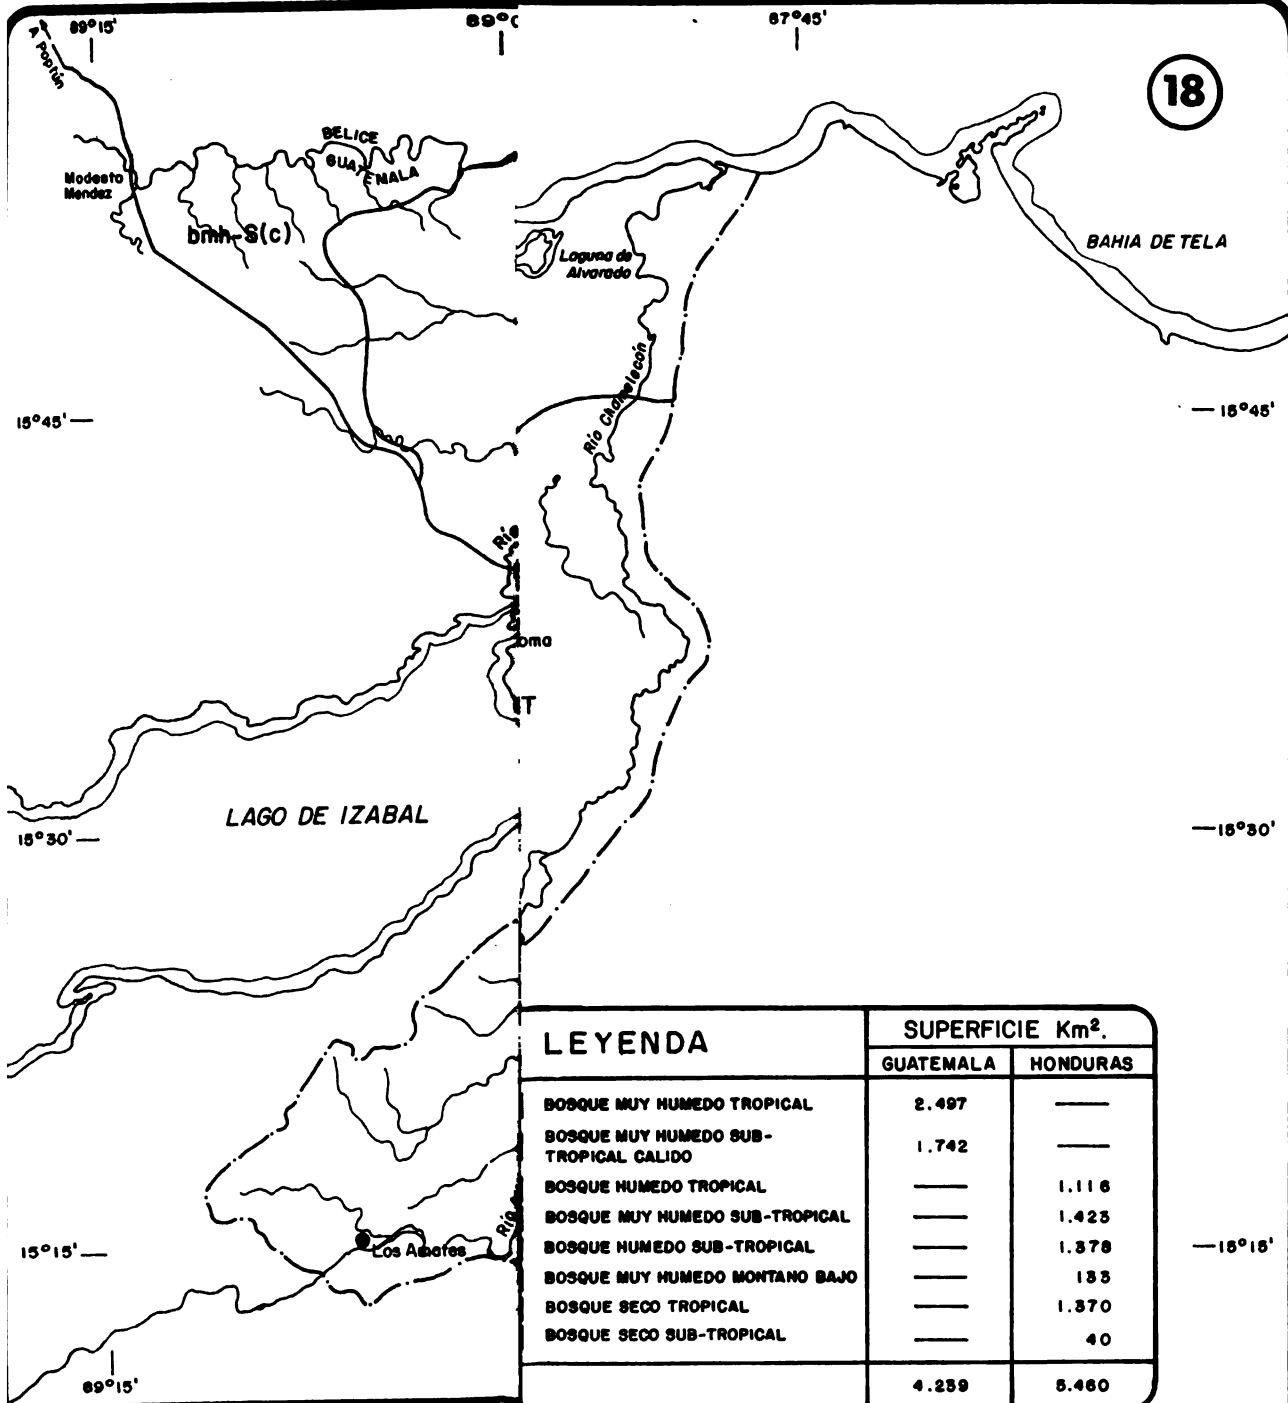 89°15'
89°0
87°45'
18
A Poptún
BELICE
GUATEMALA
Modesto
Mendez
bmh-S(c)
Laguna de
Alvarado
BAHIA DE TELA
Río Chamelecón
15°45'
15°45'
Río
oma
T
LAGO DE IZABAL
15°30'
15°30'
LEYENDA
SUPERFICIE Km².
GUATEMALA HONDURAS
BOSQUE MUY HUMEDO TROPICAL 2.497 —
BOSQUE MUY HUMEDO SUB-
TROPICAL CALIDO 1.742 —
BOSQUE HUMEDO TROPICAL — 1.116
BOSQUE MUY HUMEDO SUB-TROPICAL — 1.423
BOSQUE HUMEDO SUB-TROPICAL — 1.378
BOSQUE MUY HUMEDO MONTANO BAJO — 133
BOSQUE SECO TROPICAL — 1.370
BOSQUE SECO SUB-TROPICAL — 40
4.239 5.460
Río
Los Amates
15°15'
15°15'
89°15'